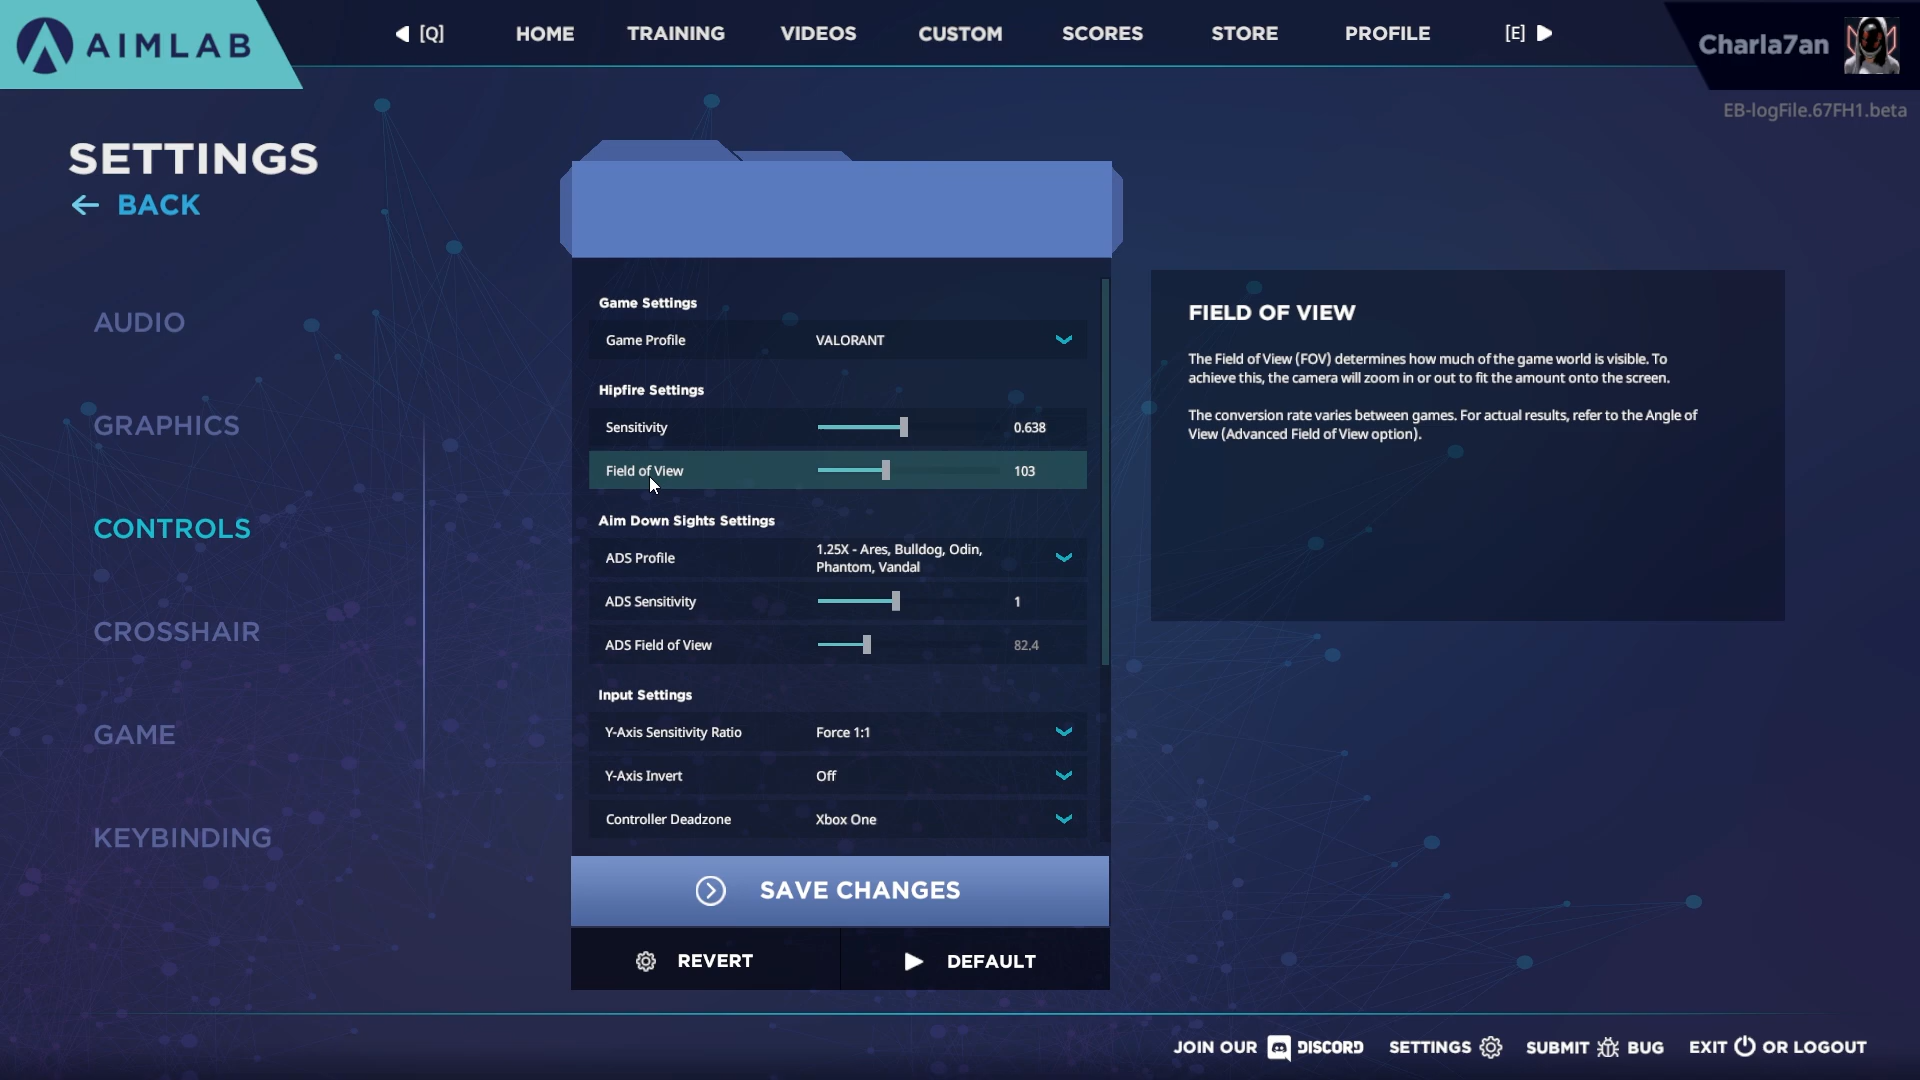 AIMLAB
[Q]
HOME
TRAINING
VIDEOS
CUSTOM
SCORES
STORE
PROFILE
[E]
Charla7an
EB-logFile.67FH1.beta
SETTINGS
BACK
AUDIO
GRAPHICS
CONTROLS
CROSSHAIR
GAME
KEYBINDING
Game Settings
Game Profile VALORANT
Hipfire Settings
Sensitivity 0.638
Field of View 103
Aim Down Sights Settings
ADS Profile 1.25X - Ares, Bulldog, Odin,
Phantom, Vandal
ADS Sensitivity 1
ADS Field of View 82.4
Input Settings
Y-Axis Sensitivity Ratio Force 1:1
Y-Axis Invert Off
Controller Deadzone Xbox One
SAVE CHANGES
REVERT
DEFAULT
FIELD OF VIEW
The Field of View (FOV) determines how much of the game world is visible. To
achieve this, the camera will zoom in or out to fit the amount onto the screen.
The conversion rate varies between games. For actual results, refer to the Angle of
View (Advanced Field of View option).
JOIN OUR DISCORD
SETTINGS
SUBMIT BUG
EXIT OR LOGOUT